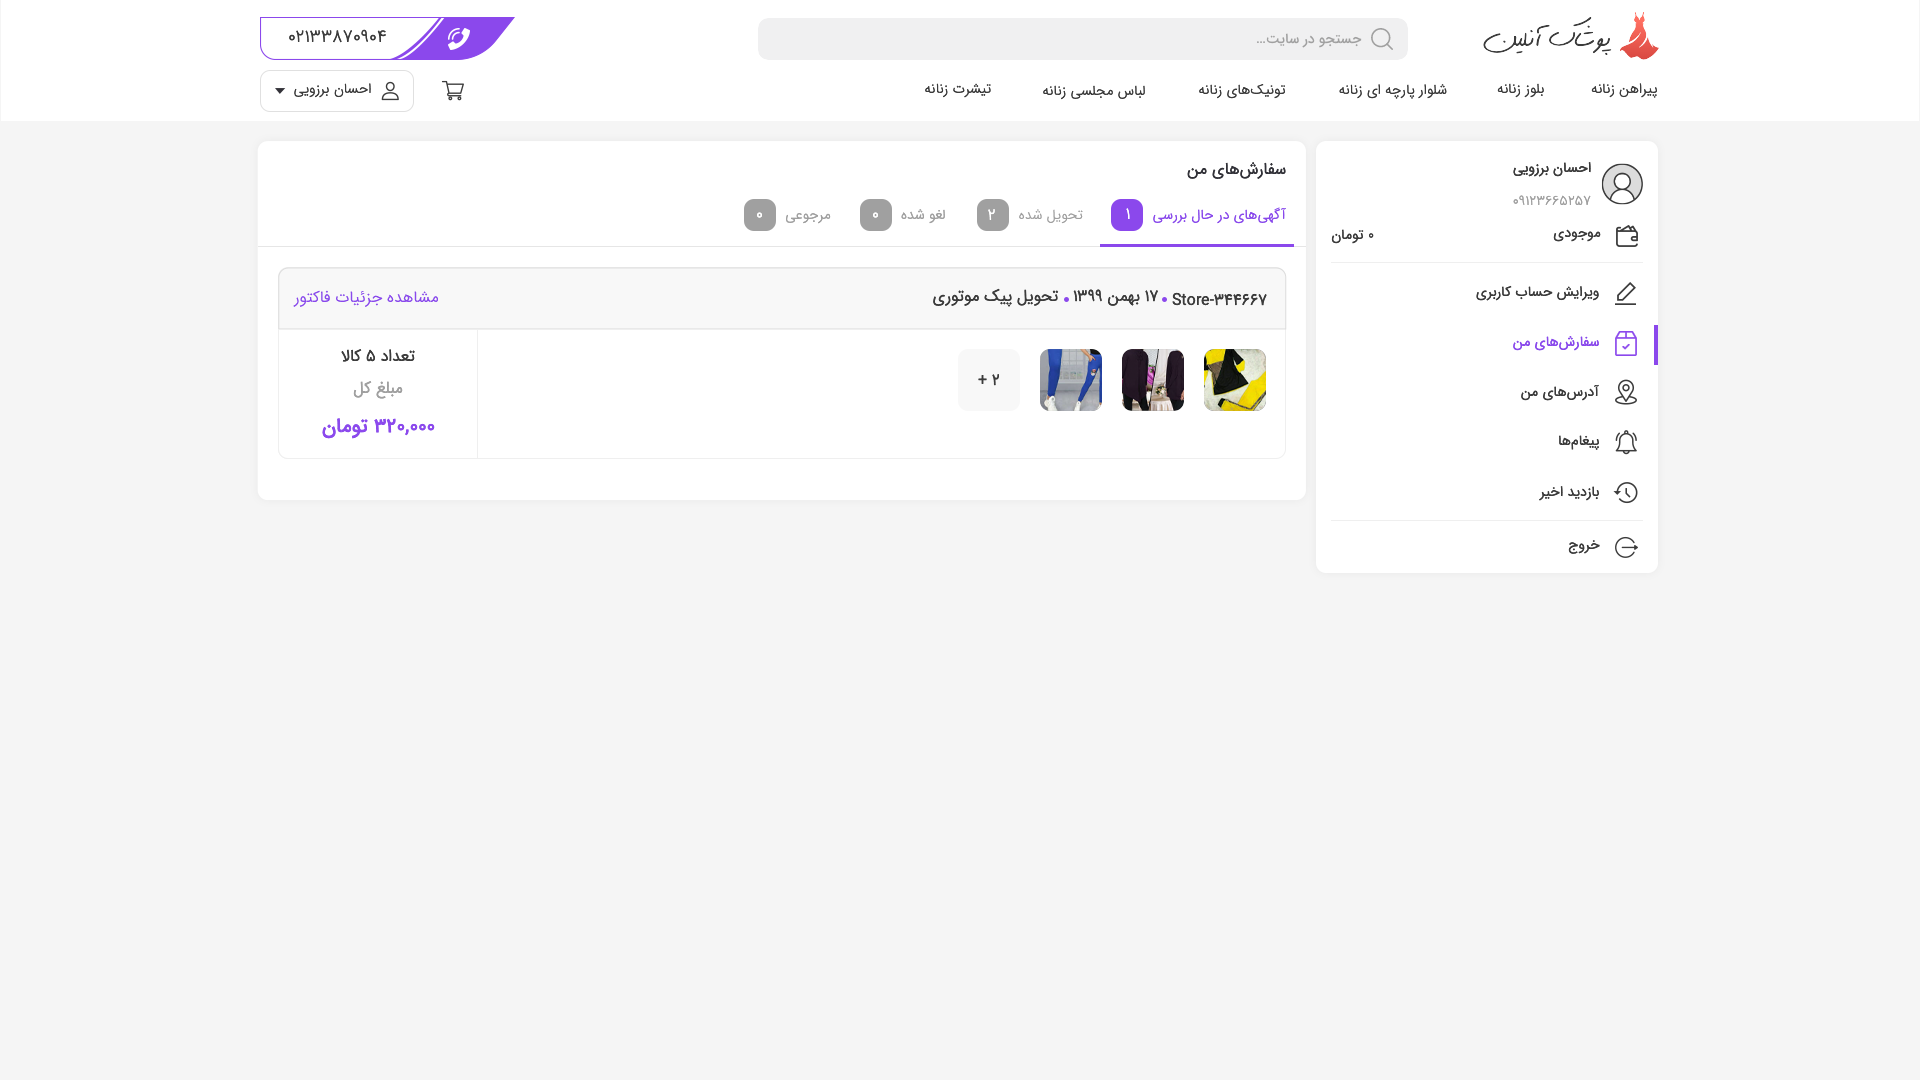 پوشاک آنلاین
جستجو در سایت...
۰۲۱۳۳۸۷۰۹۰۴
پیراهن زنانه
بلوز زنانه
شلوار پارچه ای زنانه
تونیک‌های زنانه
لباس مجلسی زنانه
تیشرت زنانه
احسان برزویی
احسان برزویی
۰۹۱۲۳۶۶۵۲۵۷
موجودی
۰ تومان
ویرایش حساب کاربری
سفارش‌های من
آدرس‌های من
پیغام‌ها
بازدید اخیر
خروج
سفارش‌های من
آگهی‌های در حال بررسی ۱
تحویل شده ۲
لغو شده ۰
مرجوعی ۰
Store-۳۴۴۶۶۷ • ۱۷ بهمن ۱۳۹۹ • تحویل پیک موتوری
مشاهده جزئیات فاکتور
۲ +
تعداد ۵ کالا
مبلغ کل
۳۲۰,۰۰۰ تومان